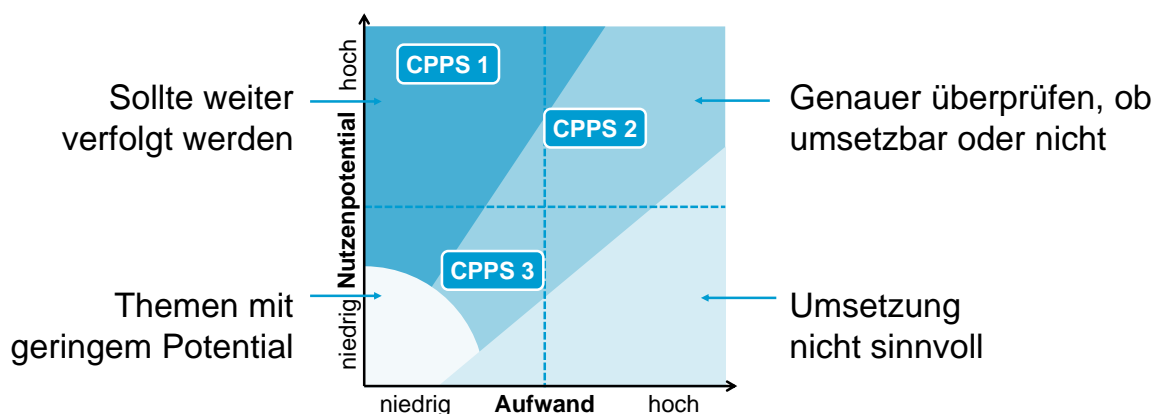 Sollte weiter
verfolgt werden
Themen mit
geringem Potential
niedrig Nutzenpotential hoch
CPPS 1
CPPS 2
CPPS 3
niedrig Aufwand hoch
Genauer überprüfen, ob
umsetzbar oder nicht
Umsetzung
nicht sinnvoll